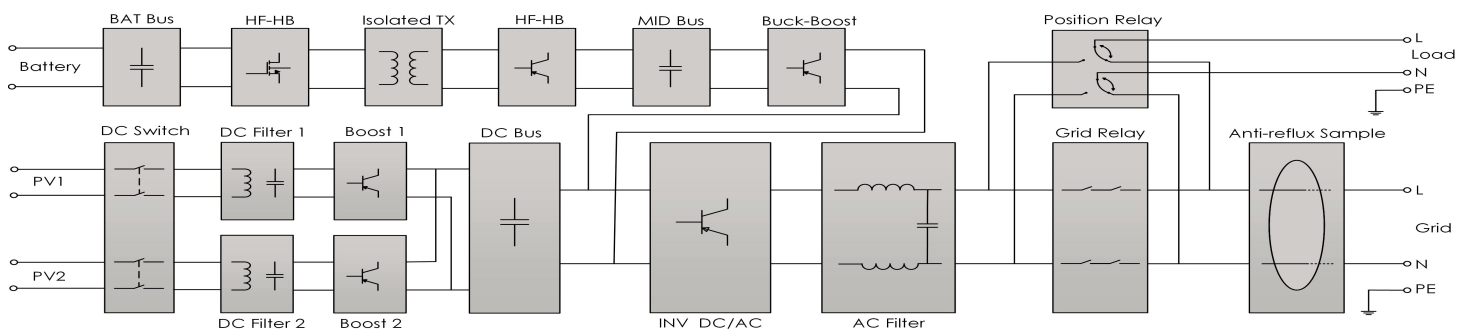 BAT Bus
HF-HB
Isolated TX
HF-HB
MID Bus
Buck-Boost
Position Relay
Battery
L
Load
N
PE
DC Switch
DC Filter 1
Boost 1
DC Bus
Grid Relay
Anti-reflux Sample
PV1
L
Grid
PV2
N
PE
DC Filter 2
Boost 2
INV DC/AC
AC Filter